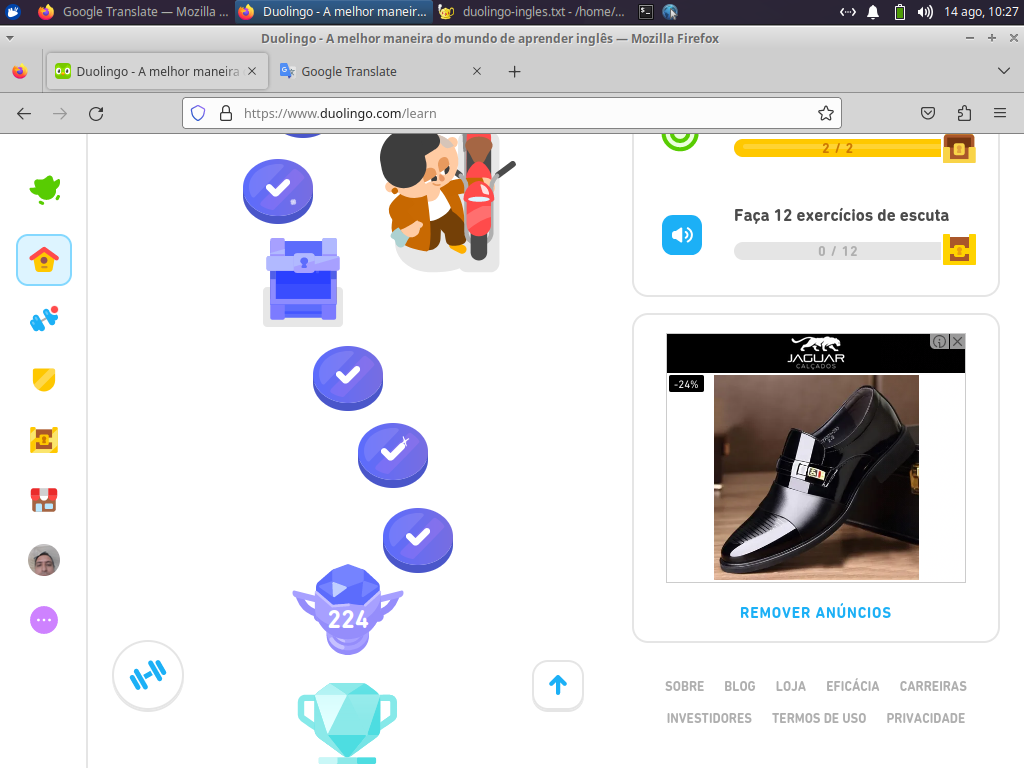 Google Translate — Mozilla ...
Duolingo - A melhor maneir...
duolingo-ingles.txt - /home/...
14 ago, 10:27
Duolingo - A melhor maneira do mundo de aprender inglês — Mozilla Firefox
Duolingo - A melhor maneira
Google Translate
https://www.duolingo.com/learn
2 / 2
Faça 12 exercícios de escuta
0 / 12
JAGUAR
CALÇADOS
-24%
224
REMOVER ANÚNCIOS
SOBRE BLOG LOJA EFICÁCIA CARREIRAS
INVESTIDORES TERMOS DE USO PRIVACIDADE